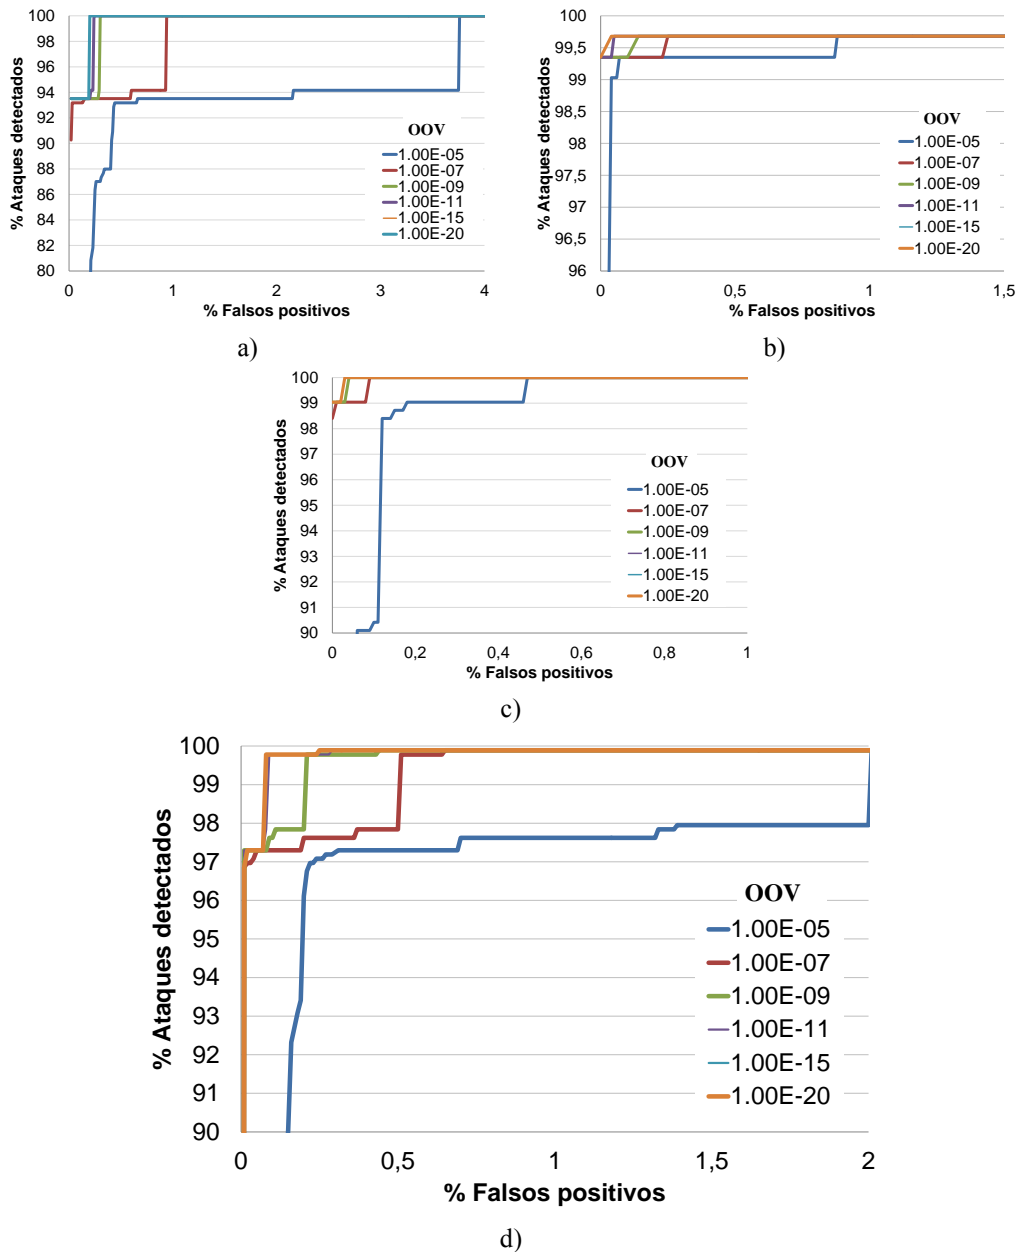 % Ataques detectados
100
98
96
94
92
90
88
86
84
82
80
0
1
2
3
4
% Falsos positivos
OOV
1.00E-05
1.00E-07
1.00E-09
1.00E-11
1.00E-15
1.00E-20
a)
% Ataques detectados
100
99,5
99
98,5
98
97,5
97
96,5
96
0
0,5
1
1,5
% Falsos positivos
OOV
1.00E-05
1.00E-07
1.00E-09
1.00E-11
1.00E-15
1.00E-20
b)
% Ataques detectados
100
99
98
97
96
95
94
93
92
91
90
0
0,2
0,4
0,6
0,8
1
% Falsos positivos
OOV
1.00E-05
1.00E-07
1.00E-09
1.00E-11
1.00E-15
1.00E-20
c)
% Ataques detectados
100
99
98
97
96
95
94
93
92
91
90
0
0,5
1
1,5
2
% Falsos positivos
OOV
1.00E-05
1.00E-07
1.00E-09
1.00E-11
1.00E-15
1.00E-20
d)